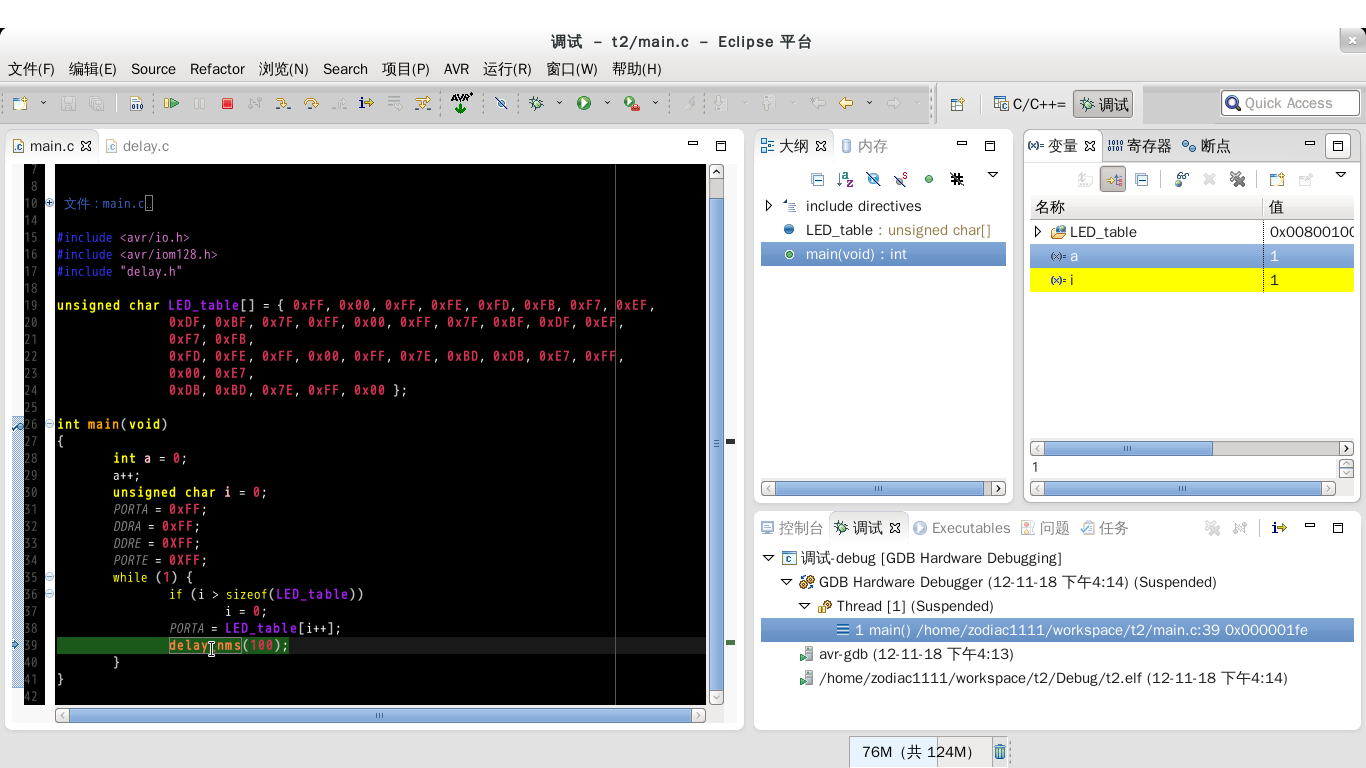 调试 – t2/main.c – Eclipse 平台
文件(F) 编辑(E) Source Refactor 浏览(N) Search 项目(P) AVR 运行(R) 窗口(W) 帮助(H)
AVR C/C++= 调试 Quick Access
main.c delay.c
7
8
10 文件：main.c
14
15 #include <avr/io.h>
16 #include <avr/iom128.h>
17 #include "delay.h"
18
19 unsigned char LED_table[] = { 0xFF, 0x00, 0xFF, 0xFE, 0xFD, 0xFB, 0xF7, 0xEF,
20 0xDF, 0xBF, 0x7F, 0xFF, 0x00, 0xFF, 0x7F, 0xBF, 0xDF, 0xEF,
21 0xF7, 0xFB,
22 0xFD, 0xFE, 0xFF, 0x00, 0xFF, 0x7E, 0xBD, 0xDB, 0xE7, 0xFF,
23 0x00, 0xE7,
24 0xDB, 0xBD, 0x7E, 0xFF, 0x00 };
25
26 int main(void)
27 {
28 int a = 0;
29 a++;
30 unsigned char i = 0;
31 PORTA = 0xFF;
32 DDRA = 0xFF;
33 DDRE = 0XFF;
34 PORTE = 0XFF;
35 while (1) {
36 if (i > sizeof(LED_table))
37 i = 0;
38 PORTA = LED_table[i++];
39 delay_nms(100);
40 }
41 }
42
大纲 内存
include directives
LED_table : unsigned char[]
main(void) : int
变量 寄存器 断点
名称 值
LED_table 0x0080010
a 1
i 1
1
控制台 调试 Executables 问题 任务
调试-debug [GDB Hardware Debugging]
GDB Hardware Debugger (12-11-18 下午4:14) (Suspended)
Thread [1] (Suspended)
1 main() /home/zodiac1111/workspace/t2/main.c:39 0x000001fe
avr-gdb (12-11-18 下午4:13)
/home/zodiac1111/workspace/t2/Debug/t2.elf (12-11-18 下午4:14)
76M（共 124M）